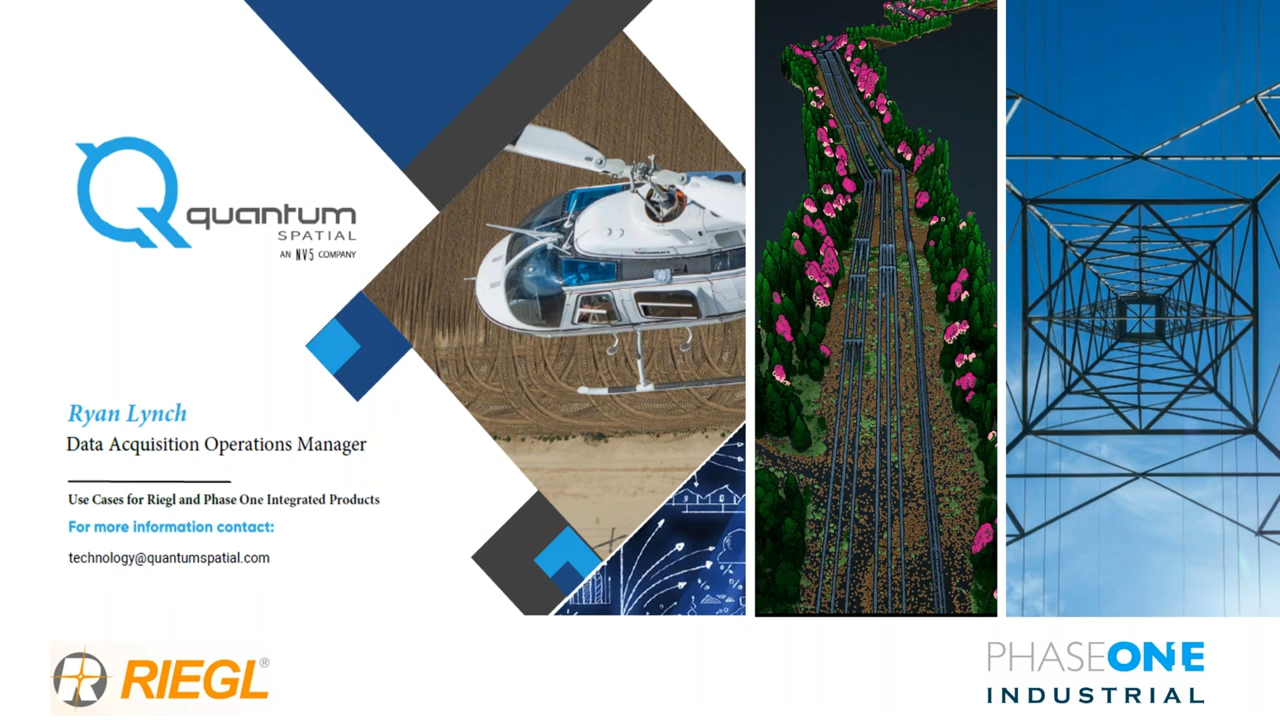 quantum
SPATIAL
AN NV5 COMPANY
Ryan Lynch
Data Acquisition Operations Manager
Use Cases for Riegl and Phase One Integrated Products
For more information contact:
technology@quantumspatial.com
RIEGL®
PHASEONE
INDUSTRIAL